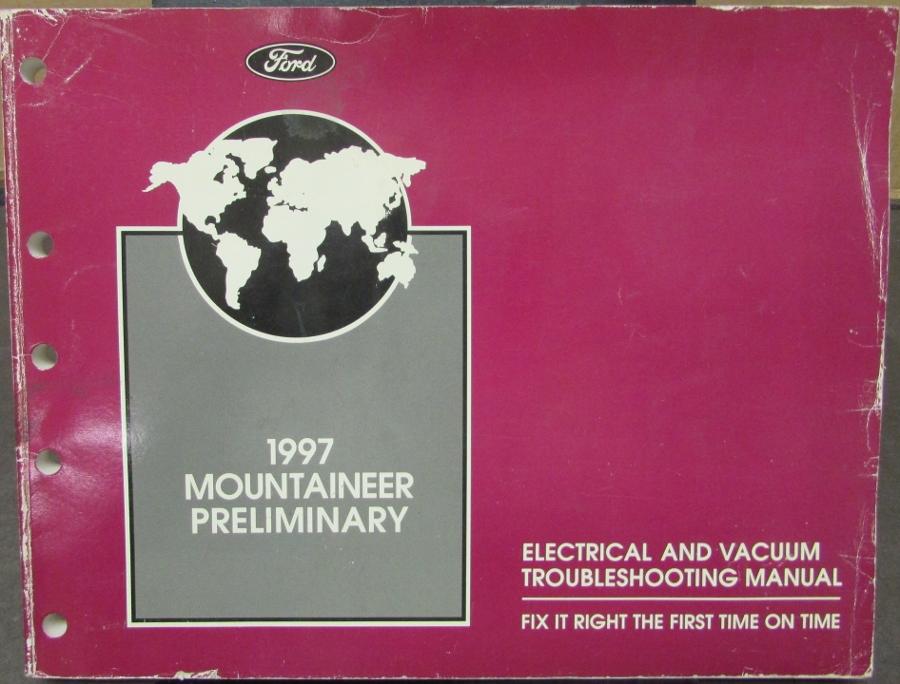 Ford
1997
MOUNTAINEER
PRELIMINARY
ELECTRICAL AND VACUUM
TROUBLESHOOTING MANUAL
FIX IT RIGHT THE FIRST TIME ON TIME